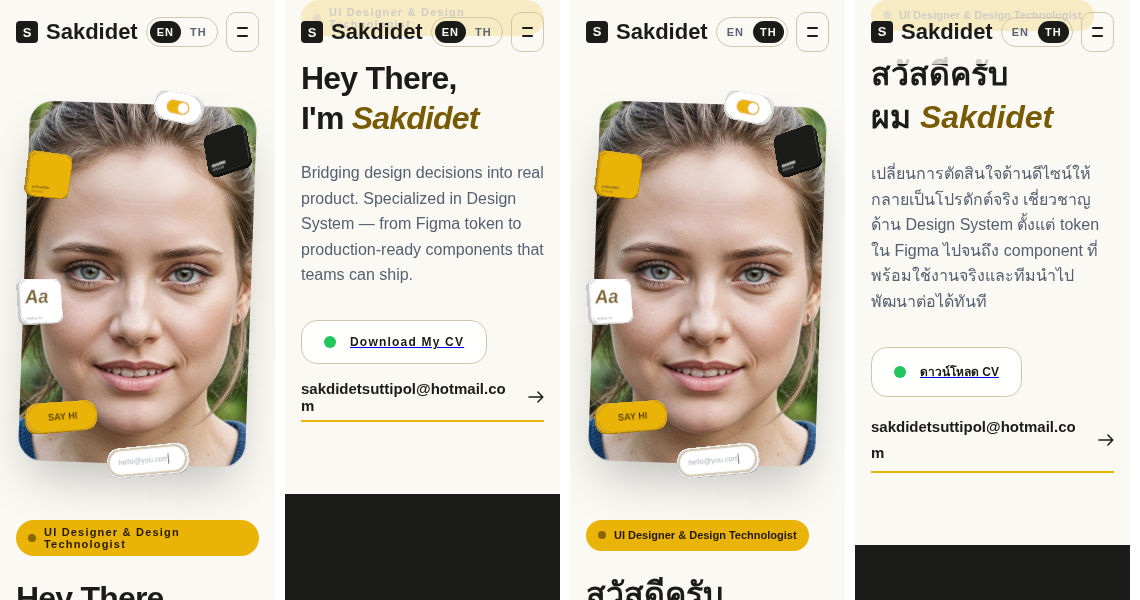 S Sakdidet EN TH
Aa
SAY HI
hello@you.com
UI Designer & Design
Technologist
Hey There,
UI Designer & Design
Technologist
S Sakdidet EN TH
Hey There,
I'm Sakdidet
Bridging design decisions into real
product. Specialized in Design
System — from Figma token to
production-ready components that
teams can ship.
Download My CV
sakdidetsuttipol@hotmail.co
m
S Sakdidet EN TH
Aa
SAY HI
hello@you.com
UI Designer & Design Technologist
สวัสดีครับ
UI Designer & Design Technologist
S Sakdidet EN TH
สวัสดีครับ
ผม Sakdidet
เปลี่ยนการตัดสินใจด้านดีไซน์ให้
กลายเป็นโปรดักต์จริง เชี่ยวชาญ
ด้าน Design System ตั้งแต่ token
ใน Figma ไปจนถึง component ที่
พร้อมใช้งานจริงและทีมนำไป
พัฒนาต่อได้ทันที
ดาวน์โหลด CV
sakdidetsuttipol@hotmail.co
m